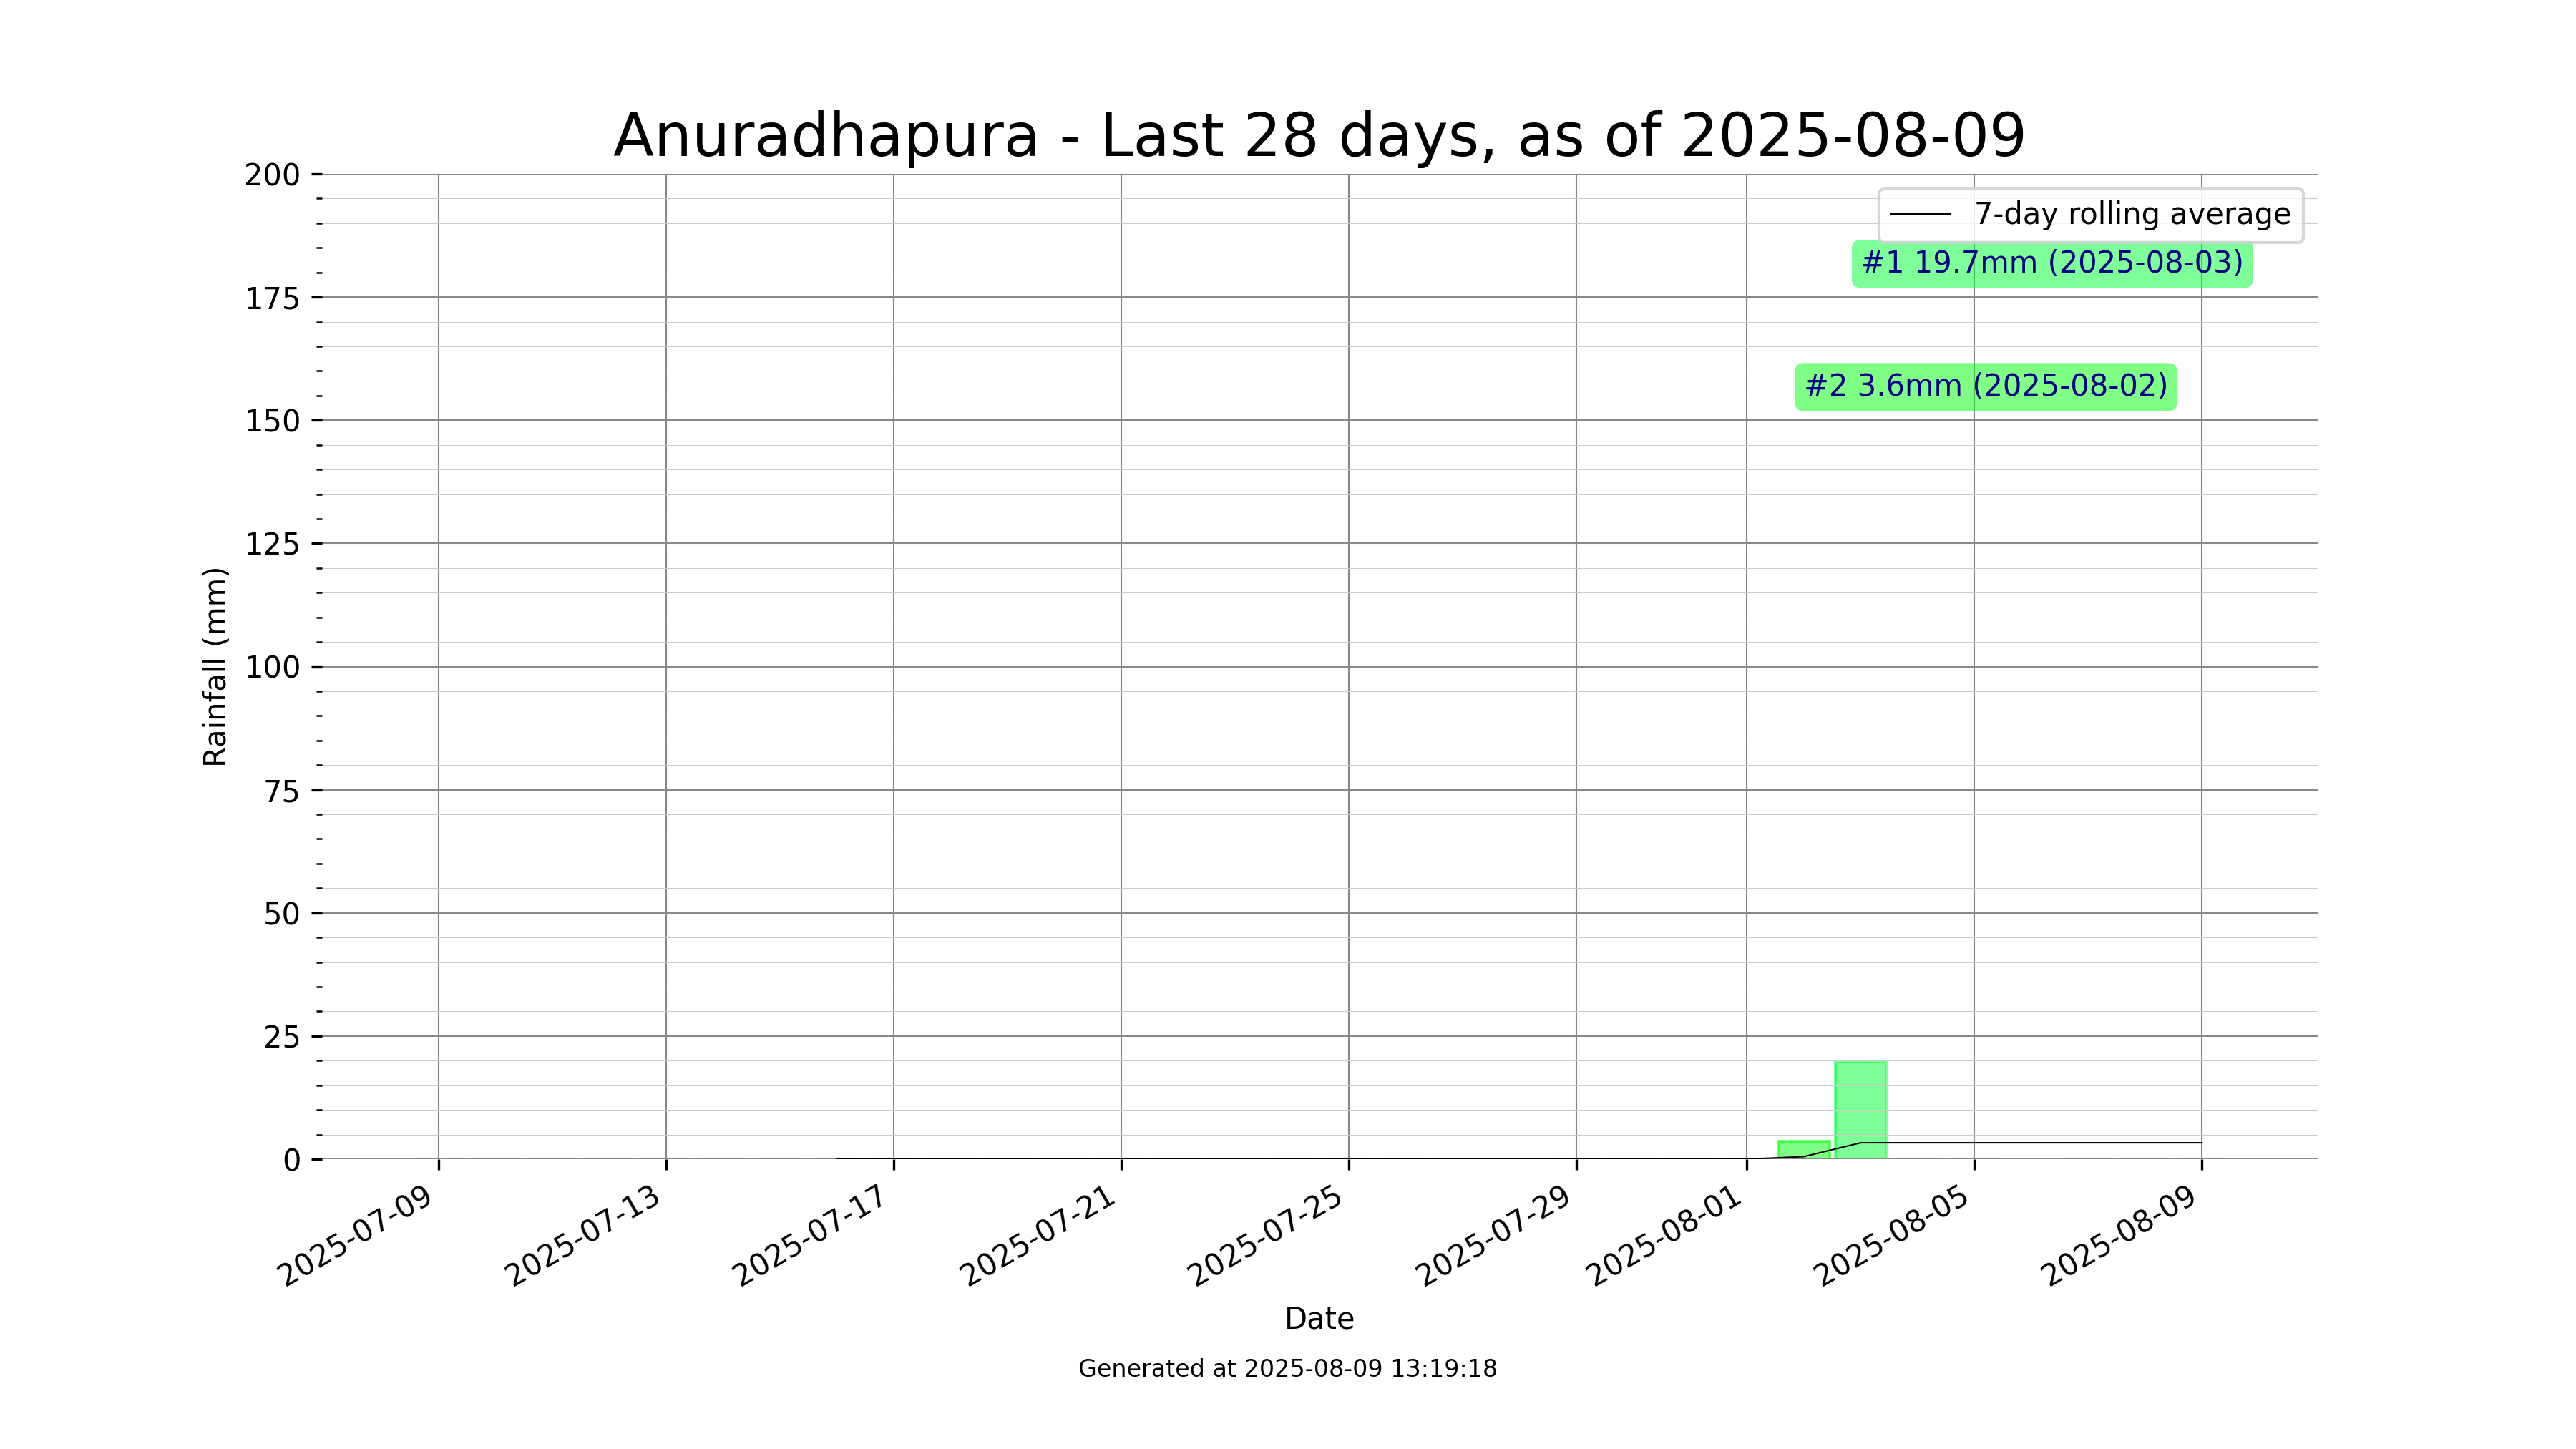 Anuradhapura - Last 28 days, as of 2025-08-09
7-day rolling average
#1 19.7mm (2025-08-03)
#2 3.6mm (2025-08-02)
Rainfall (mm)
200
175
150
125
100
75
50
25
0
2025-07-09
2025-07-13
2025-07-17
2025-07-21
2025-07-25
2025-07-29
2025-08-01
2025-08-05
2025-08-09
Date
Generated at 2025-08-09 13:19:18